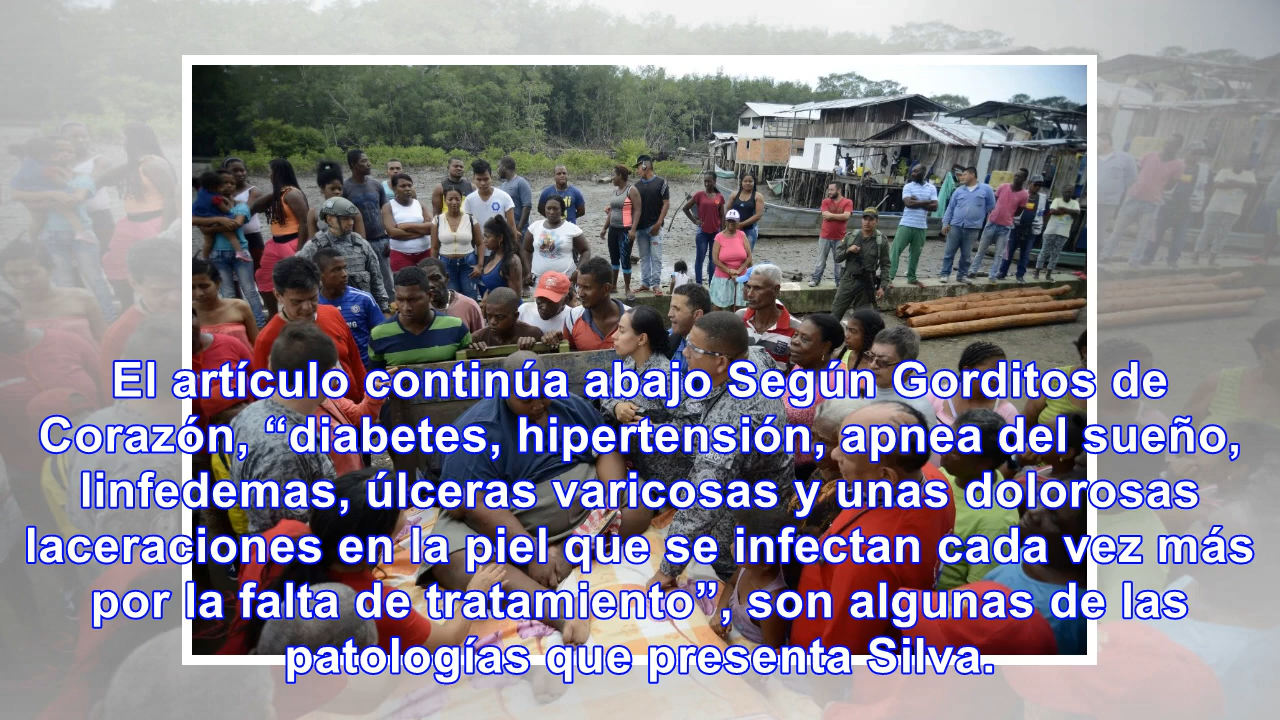 El artículo continúa abajo Según Gorditos de
Corazón, “diabetes, hipertensión, apnea del sueño,
linfedemas, úlceras varicosas y unas dolorosas
laceraciones en la piel que se infectan cada vez más
por la falta de tratamiento”, son algunas de las
patologías que presenta Silva.